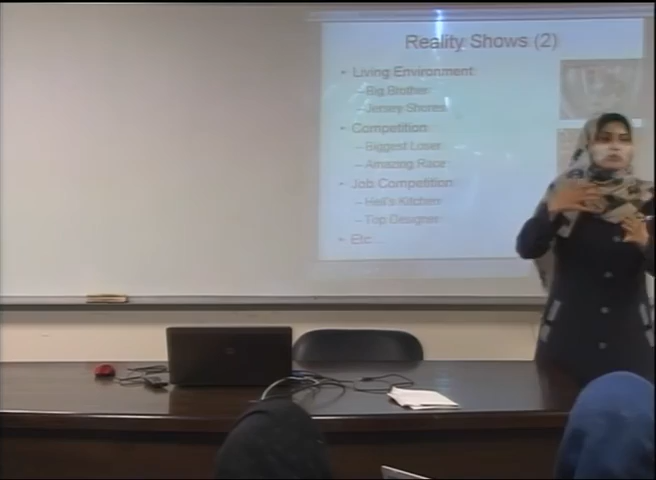 Reality Shows (2)
• Living Environment:
– Big Brother
– Jersey Shores
• Competition
– Biggest Loser
– Amazing Race
• Job Competition
– Hell's Kitchen
– Top Designer
• Etc...